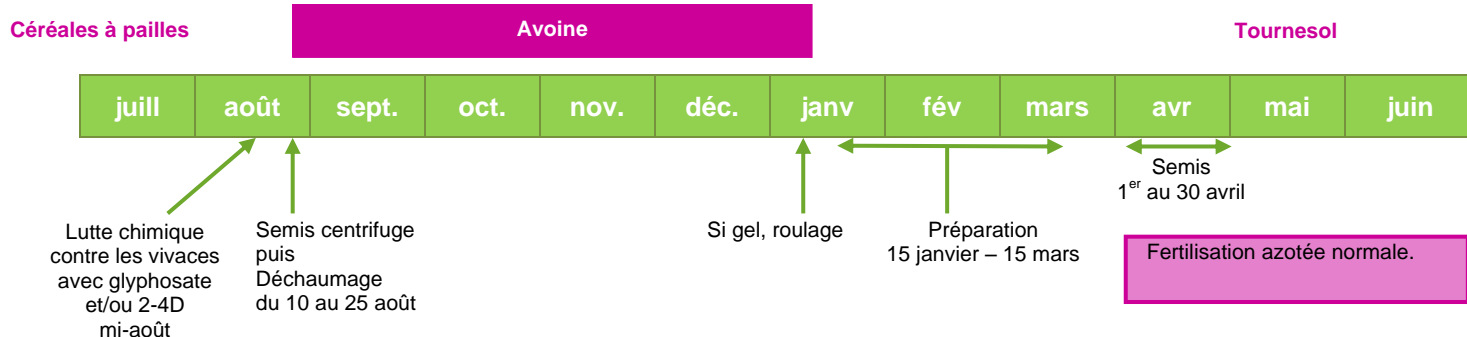 Céréales à pailles
Avoine
Tournesol
juill août sept. oct. nov. déc. janv fév mars avr mai juin
Lutte chimique
contre les vivaces
avec glyphosate
et/ou 2-4D
mi-août
Semis centrifuge
puis
Déchaumage
du 10 au 25 août
Si gel, roulage
Préparation
15 janvier – 15 mars
Semis
1er au 30 avril
Fertilisation azotée normale.